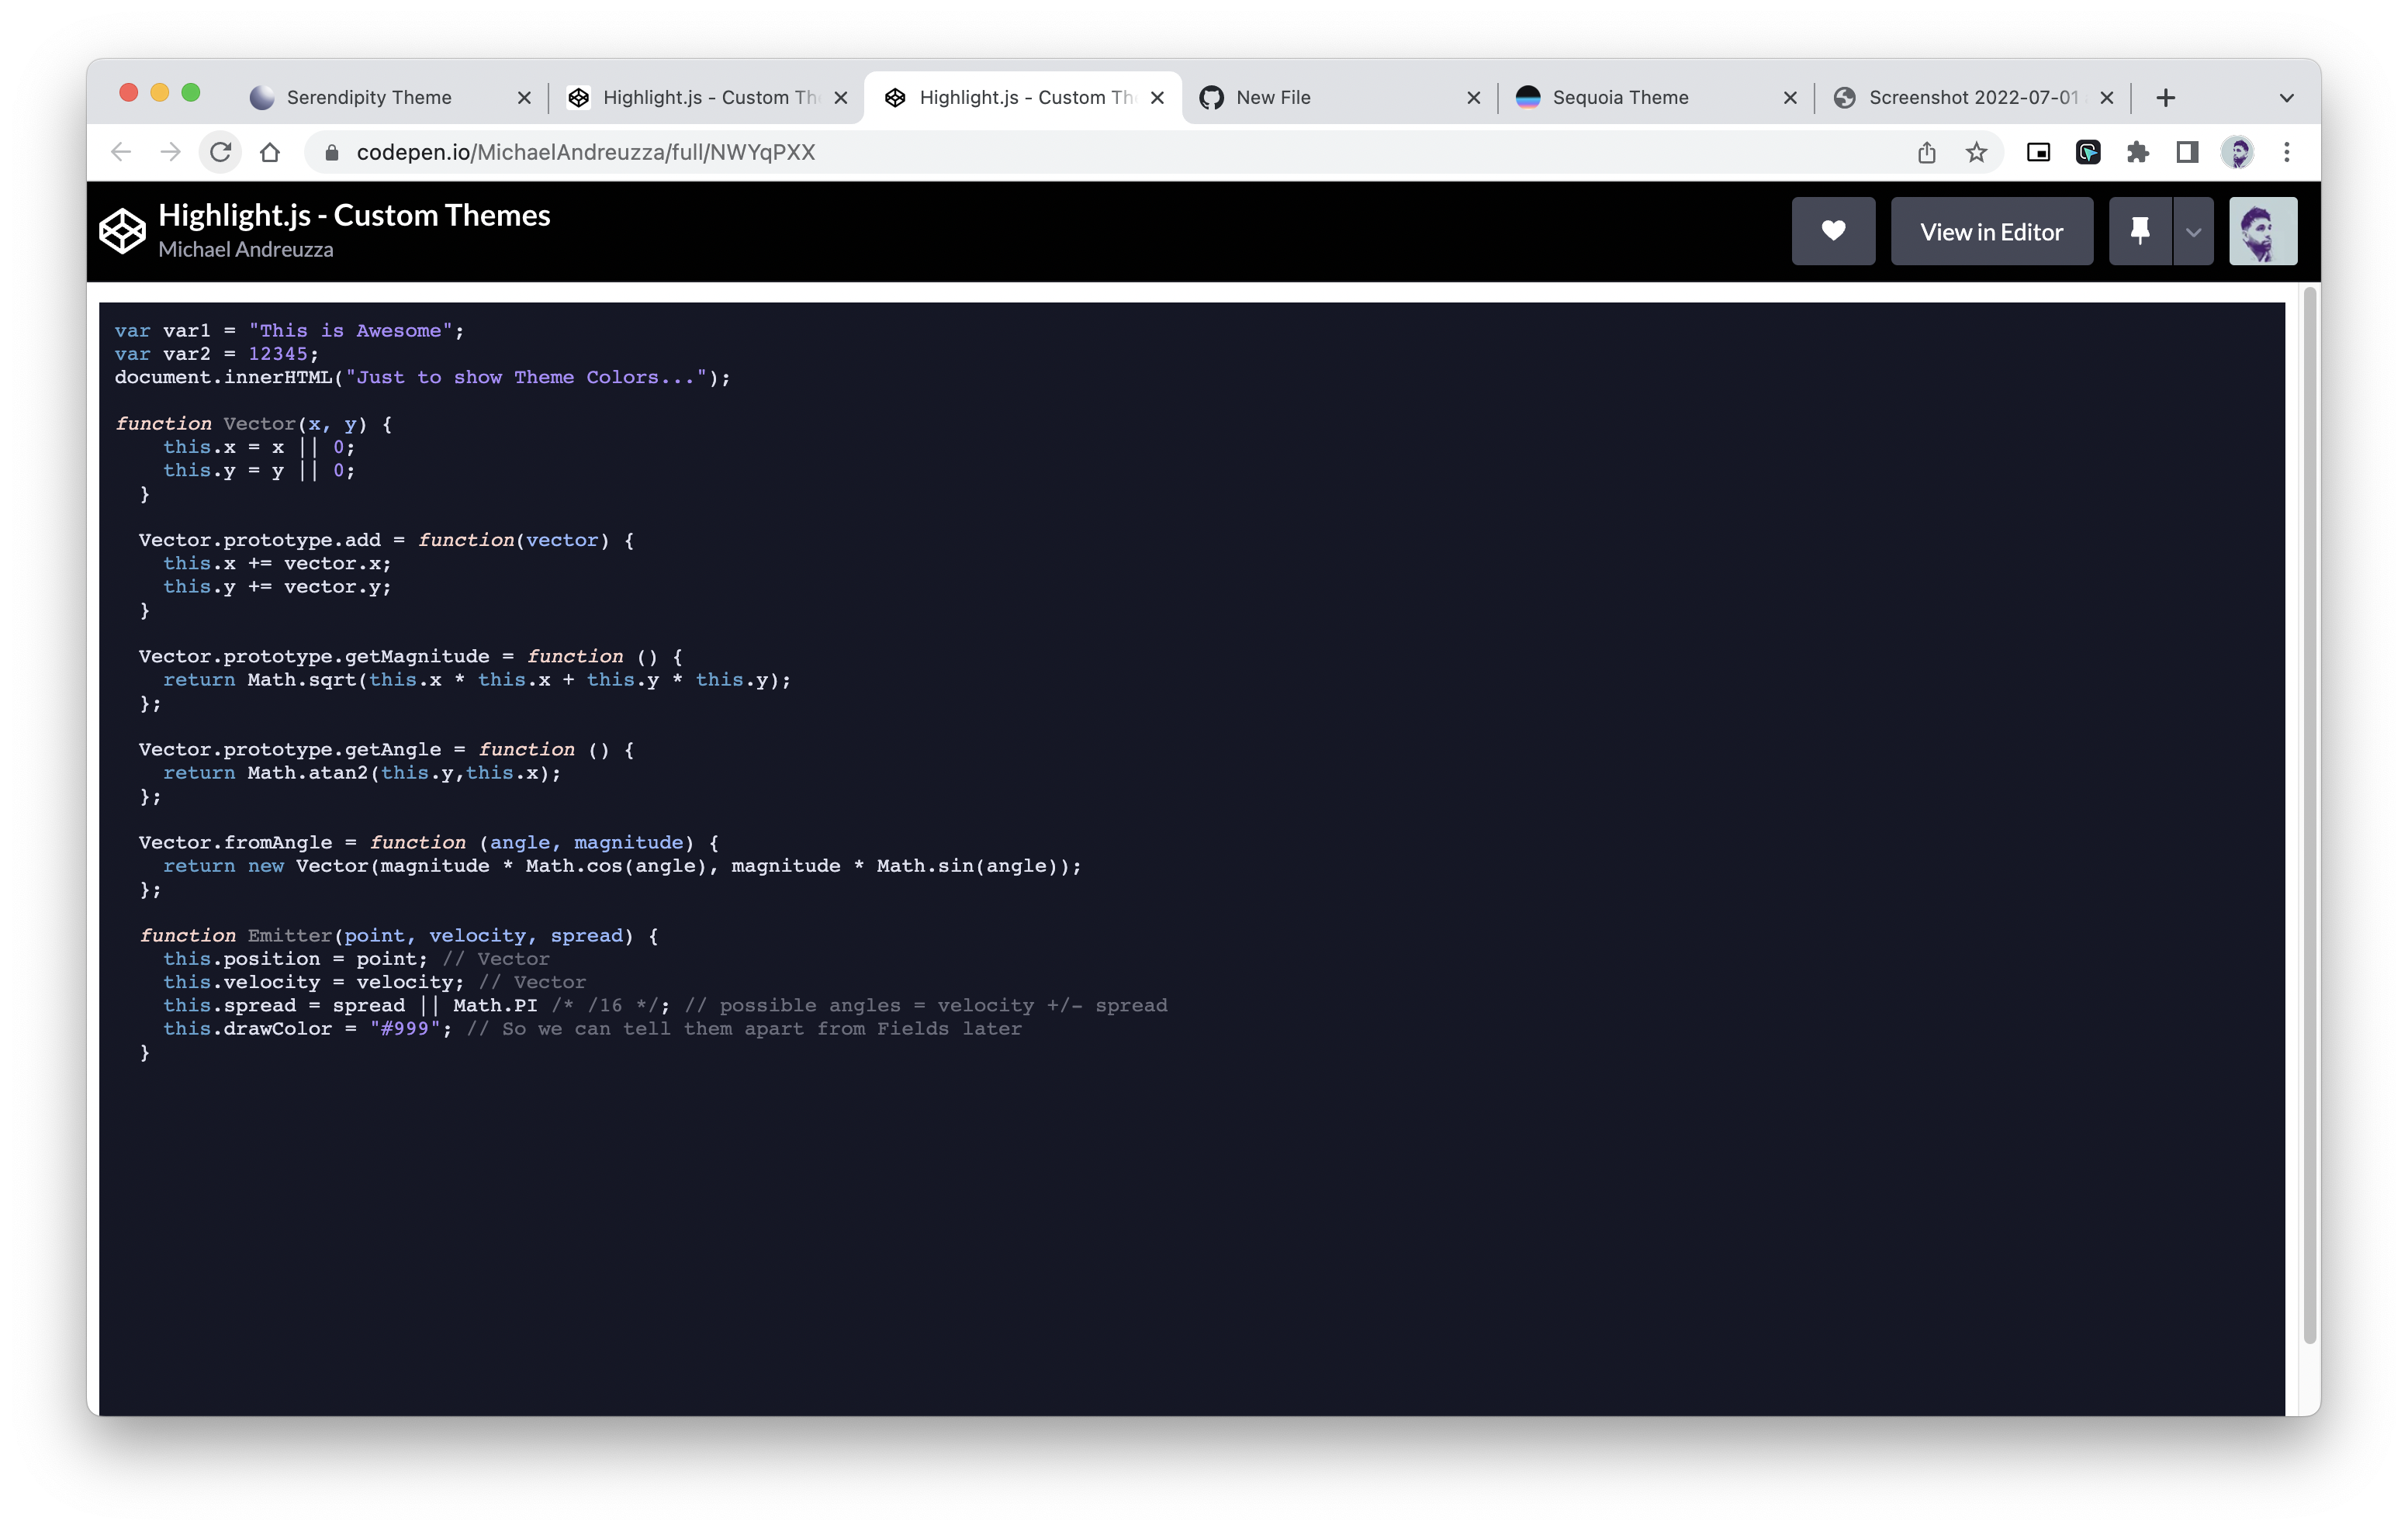 Serendipity Theme
Highlight.js - Custom Th
Highlight.js - Custom Th
New File
Sequoia Theme
Screenshot 2022-07-01
codepen.io/MichaelAndreuzza/full/NWYqPXX
Highlight.js - Custom Themes
Michael Andreuzza
View in Editor
var var1 = "This is Awesome";
var var2 = 12345;
document.innerHTML("Just to show Theme Colors...");
function Vector(x, y) {
this.x = x || 0;
this.y = y || 0;
}
Vector.prototype.add = function(vector) {
this.x += vector.x;
this.y += vector.y;
}
Vector.prototype.getMagnitude = function () {
return Math.sqrt(this.x * this.x + this.y * this.y);
};
Vector.prototype.getAngle = function () {
return Math.atan2(this.y,this.x);
};
Vector.fromAngle = function (angle, magnitude) {
return new Vector(magnitude * Math.cos(angle), magnitude * Math.sin(angle));
};
function Emitter(point, velocity, spread) {
this.position = point; // Vector
this.velocity = velocity; // Vector
this.spread = spread || Math.PI /* /16 */; // possible angles = velocity +/- spread
this.drawColor = "#999"; // So we can tell them apart from Fields later
}